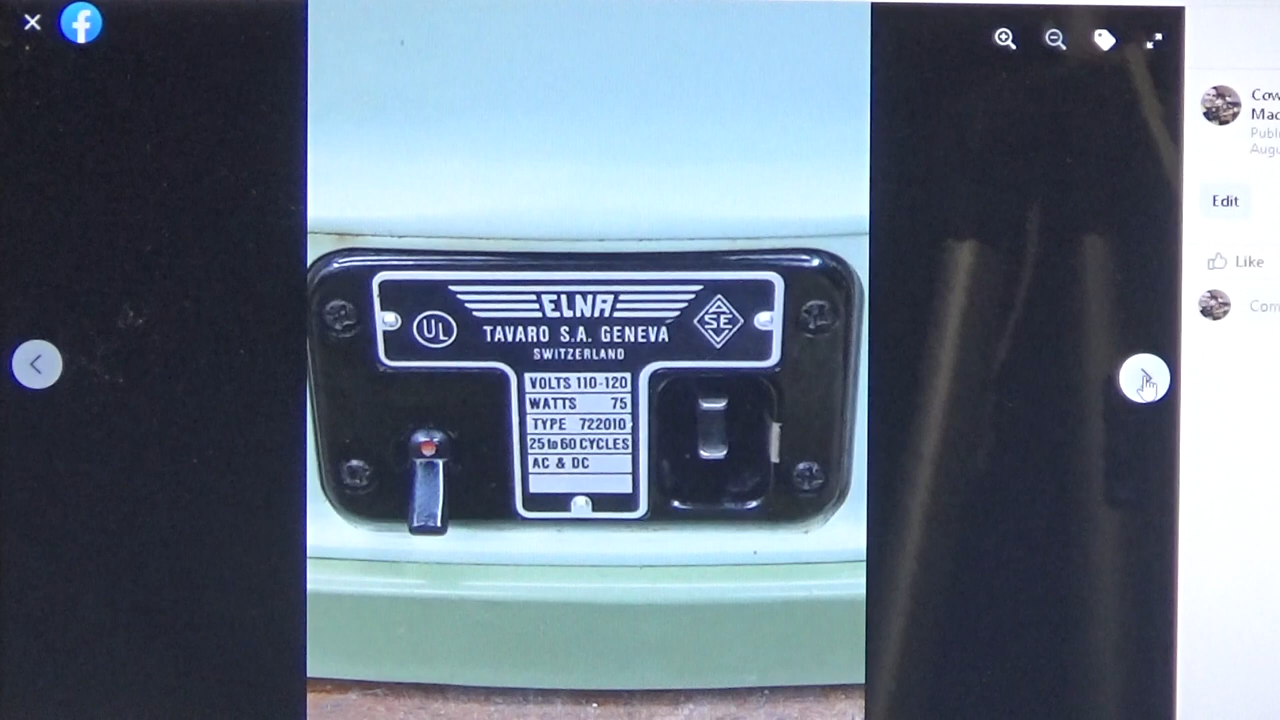 Edit
Like
UL
ELNA
TAVARO S.A. GENEVA
SWITZERLAND
ASEV
VOLTS 110-120
WATTS 75
TYPE 722010
25 to 60 CYCLES
AC & DC